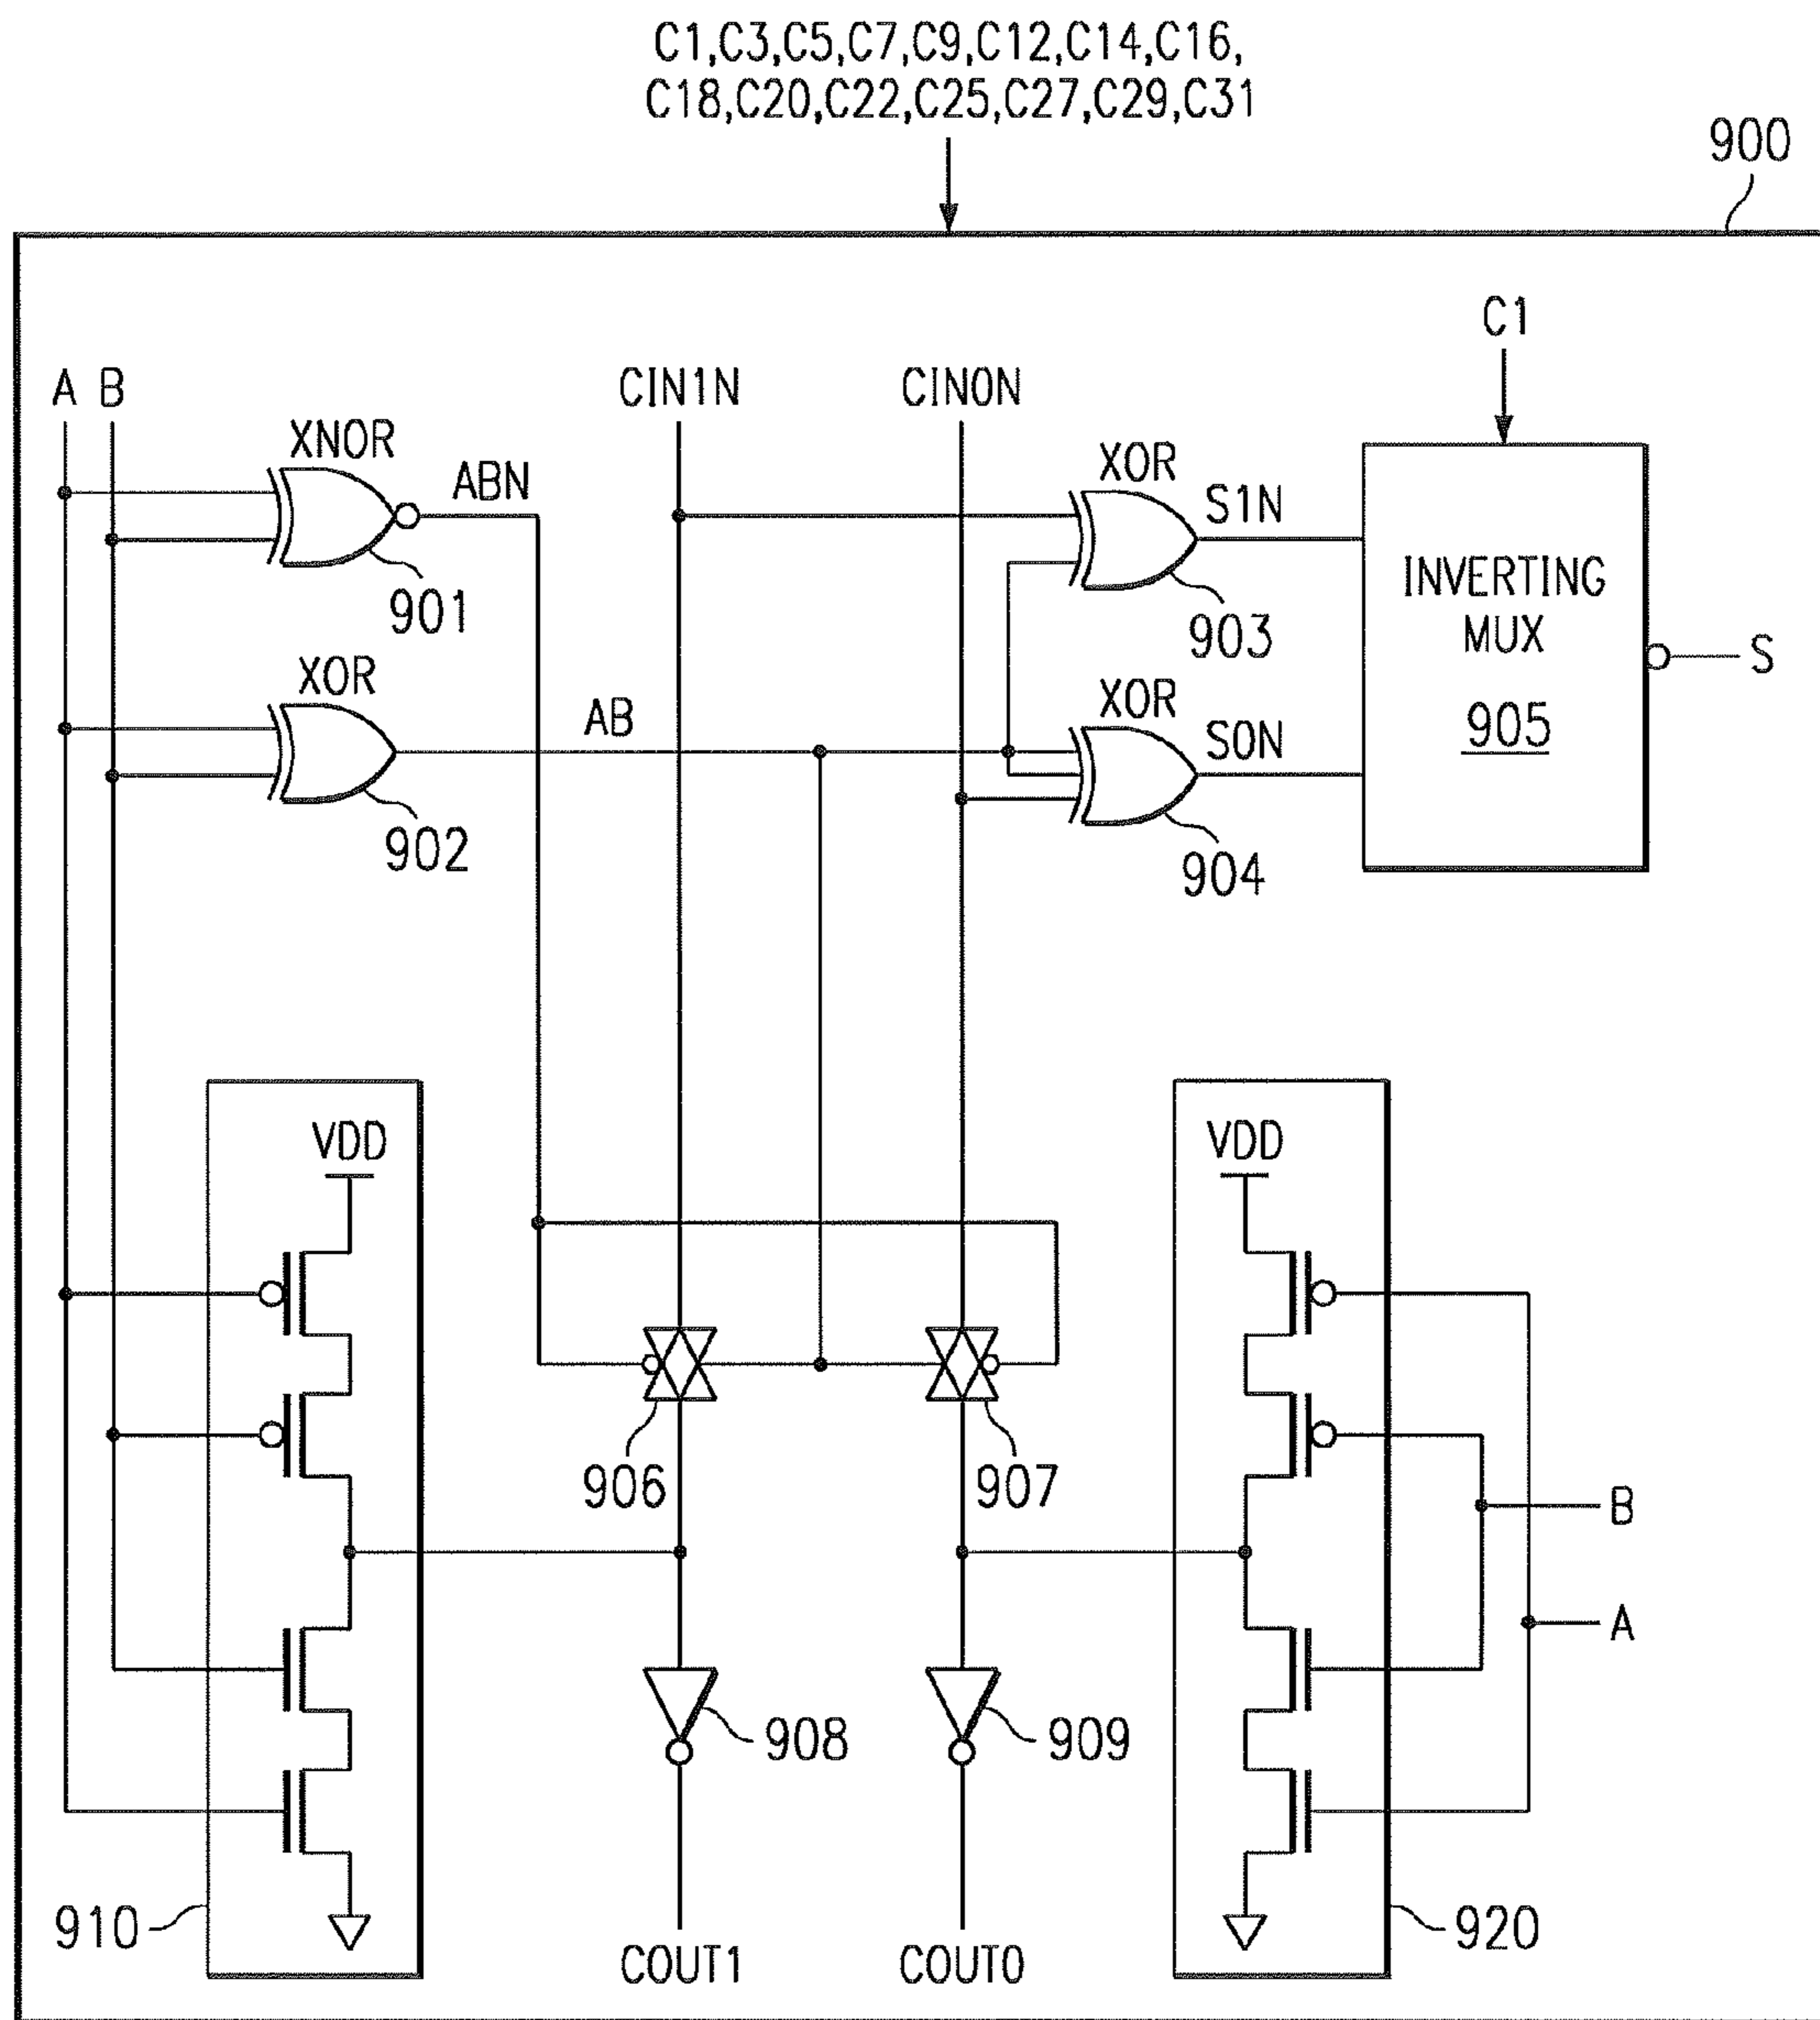 C1,C3,C5,C7,C9,C12,C14,C16,
C18,C20,C22,C25,C27,C29,C31
900
C1
A B CIN1N CIN0N
XNOR
ABN
XOR
S1N
901
903
INVERTING
MUX
905
S
XOR
AB
XOR
S0N
902
904
VDD
VDD
906
907
B
A
908
909
910
COUT1
COUT0
920